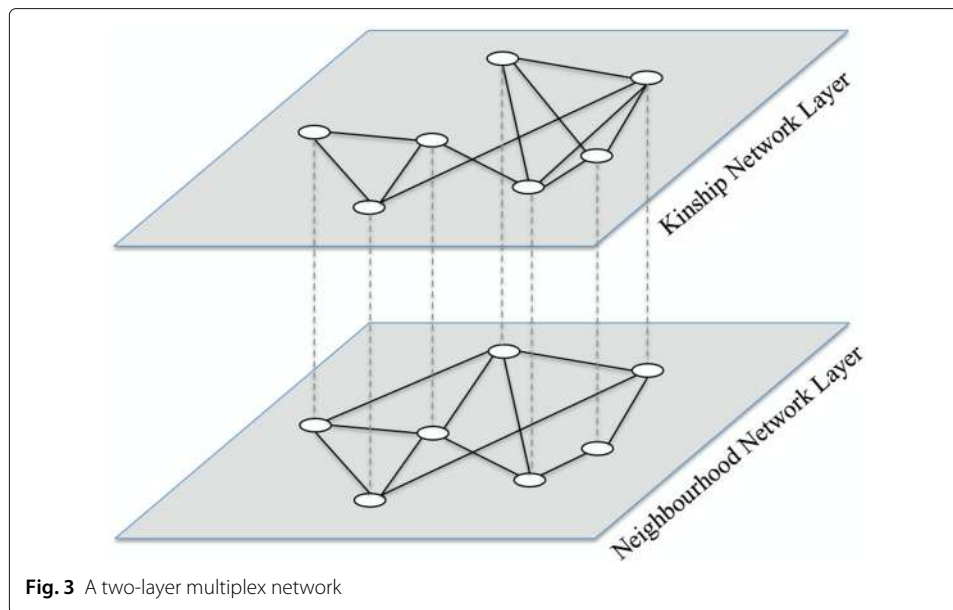 Kinship Network Layer
Neighbourhood Network Layer
Fig. 3 A two-layer multiplex network